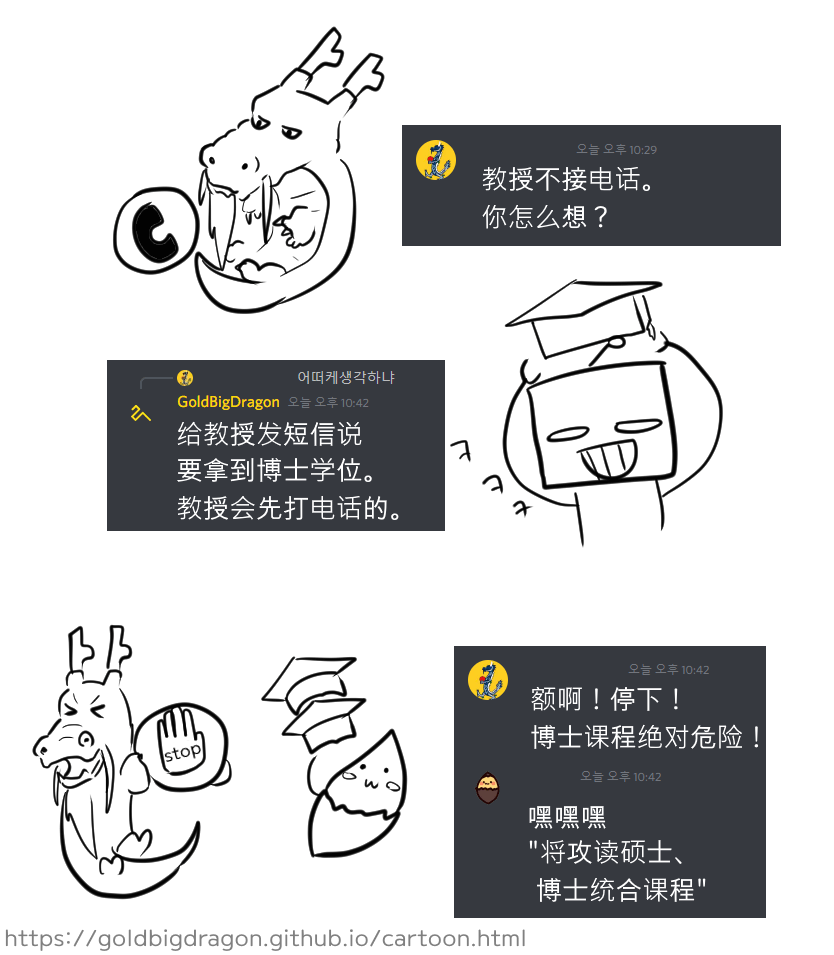 오늘 오후 10:29
教授不接电话。
你怎么想？
어떠케생각하냐
GoldBigDragon 오늘 오후 10:42
给教授发短信说
要拿到博士学位。
教授会先打电话的。
ㅋ
ㅋ
ㅋ
오늘 오후 10:42
额啊！停下！
博士课程绝对危险！
stop
오늘 오후 10:42
嘿嘿嘿
"将攻读硕士、
博士统合课程"
https://goldbigdragon.github.io/cartoon.html